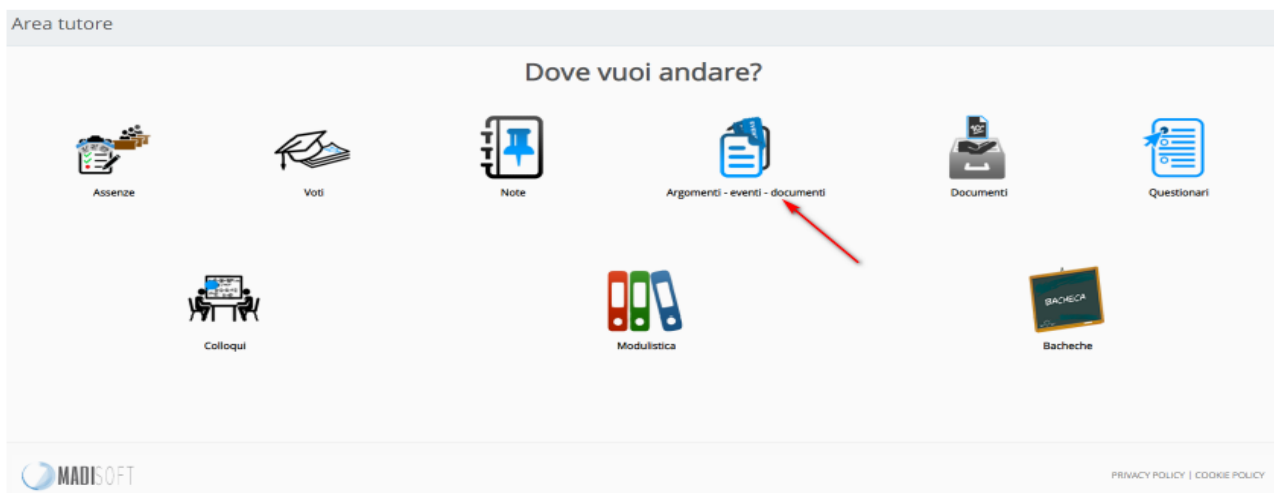 Area tutore
Dove vuoi andare?
Assenze
Voti
Note
Argomenti - eventi - documenti
Documenti
Questionari
BACHECA
Colloqui
Modulistica
Bacheche
MADISOFT
PRIVACY POLICY | COOKIE POLICY